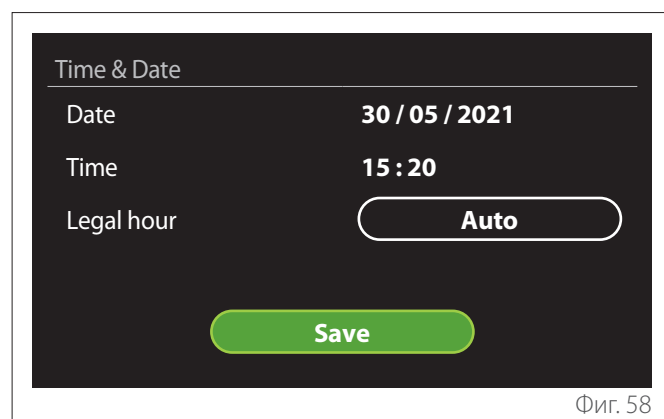 Time & Date
Date 30 / 05 / 2021
Time 15 : 20
Legal hour Auto
Save
Фиг. 58